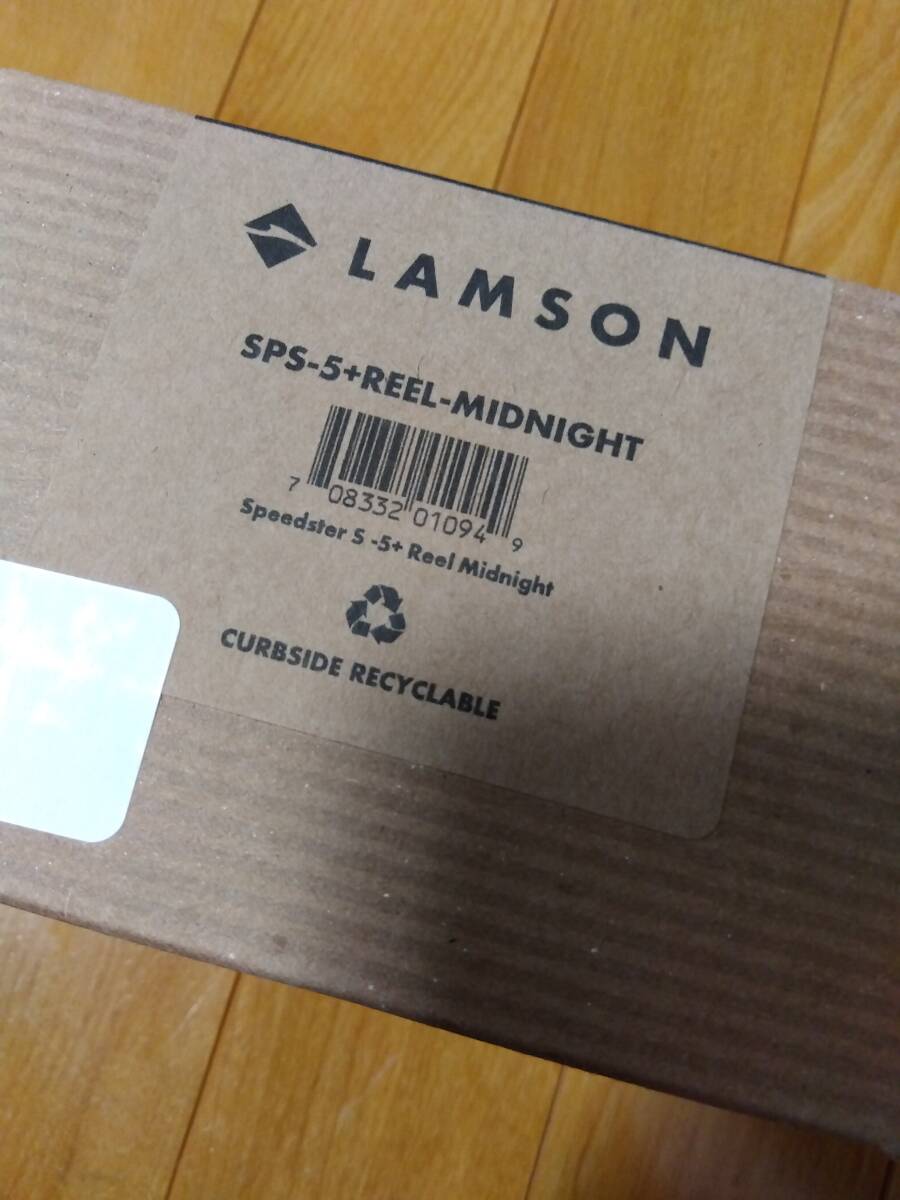 LAMSON
SPS-5+REEL-MIDNIGHT
7 08332 01094 9
Speedster S -5+ Reel Midnight
CURBSIDE RECYCLABLE